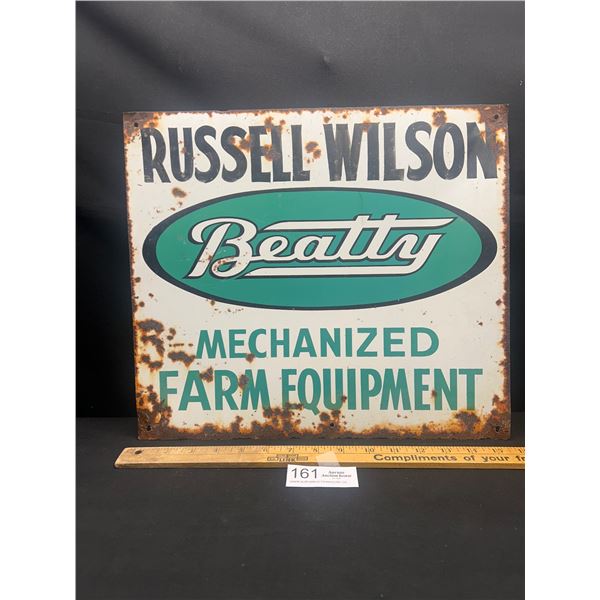 RUSSELL WILSON
Beatty
MECHANIZED
FARM EQUIPMENT
Compliments of your
161